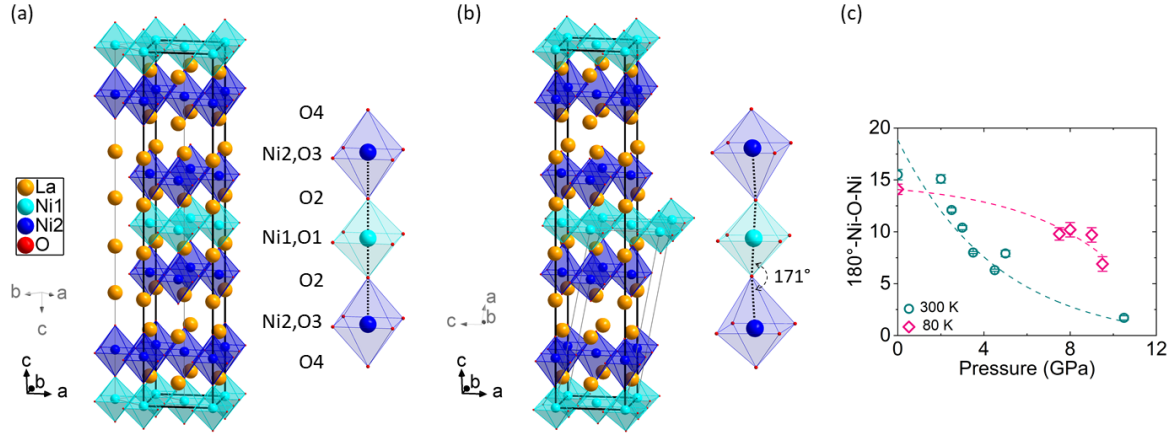 (a)
La
Ni1
Ni2
O
b a
c
c
b
a
O4
Ni2,O3
O2
Ni1,O1
O2
Ni2,O3
O4
(b)
a
b
c
c
b
a
171°
(c)
180°-Ni-O-Ni
20
15
10
5
0
300 K
80 K
0 4 8 12
Pressure (GPa)